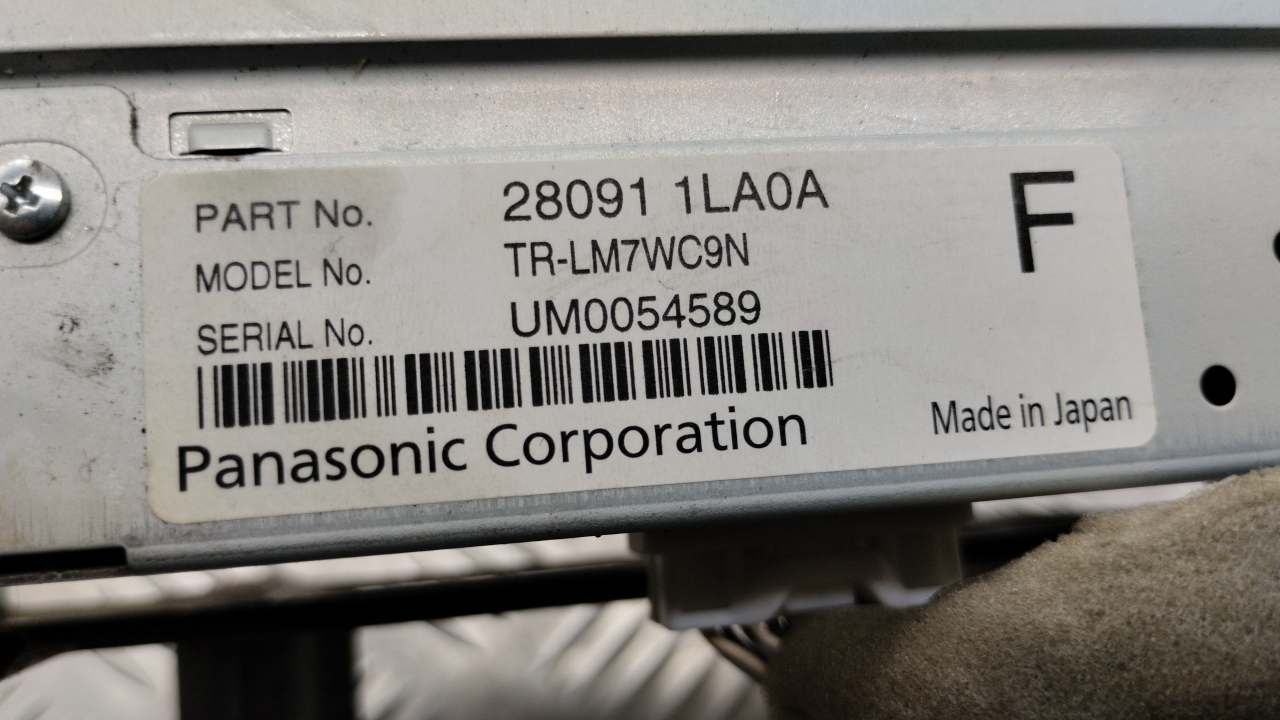 PART No. 28091 1LA0A F
MODEL No. TR-LM7WC9N
SERIAL No. UM0054589
Panasonic Corporation Made in Japan